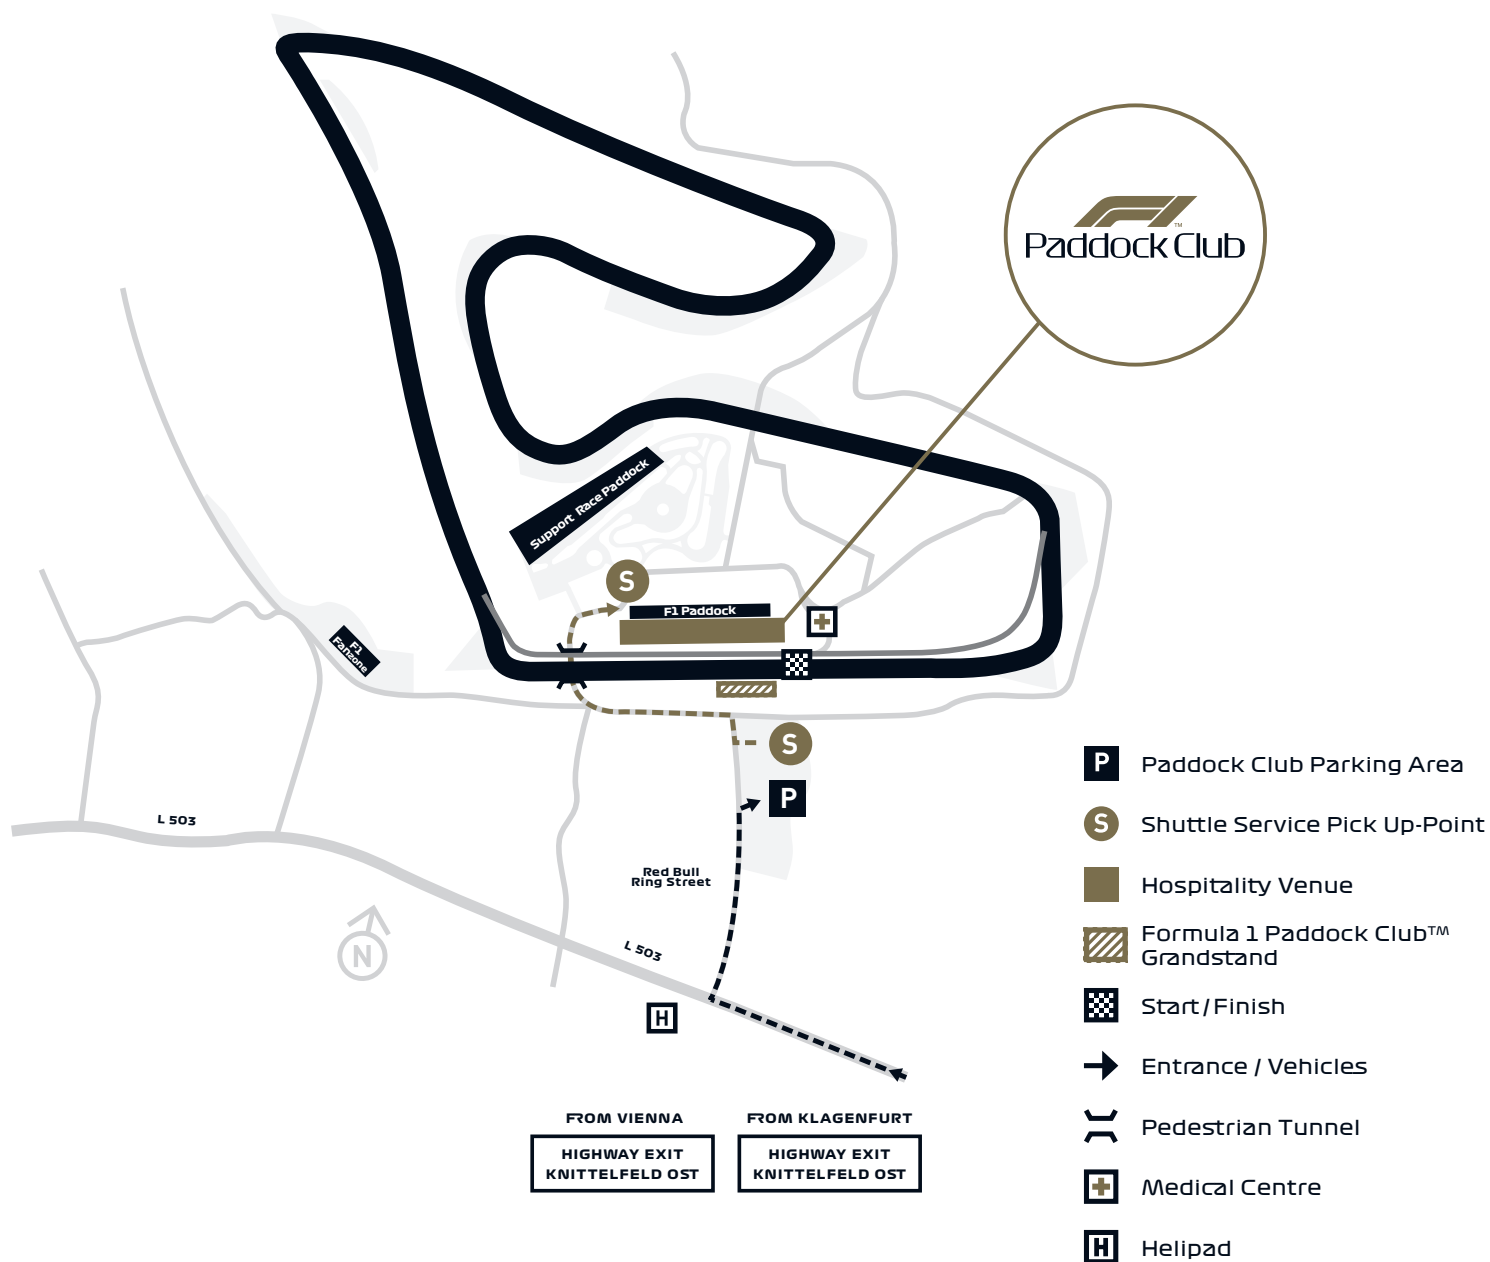 F1
TM
Paddock Club
Support Race Paddock
S
F1 Paddock
F1
Fanzone
S
P
L 503
Red Bull
Ring Street
L 503
N
H
FROM VIENNA
HIGHWAY EXIT
KNITTELFELD OST
FROM KLAGENFURT
HIGHWAY EXIT
KNITTELFELD OST
P Paddock Club Parking Area
S Shuttle Service Pick Up-Point
Hospitality Venue
Formula 1 Paddock Club™
Grandstand
Start/Finish
Entrance / Vehicles
Pedestrian Tunnel
Medical Centre
H Helipad